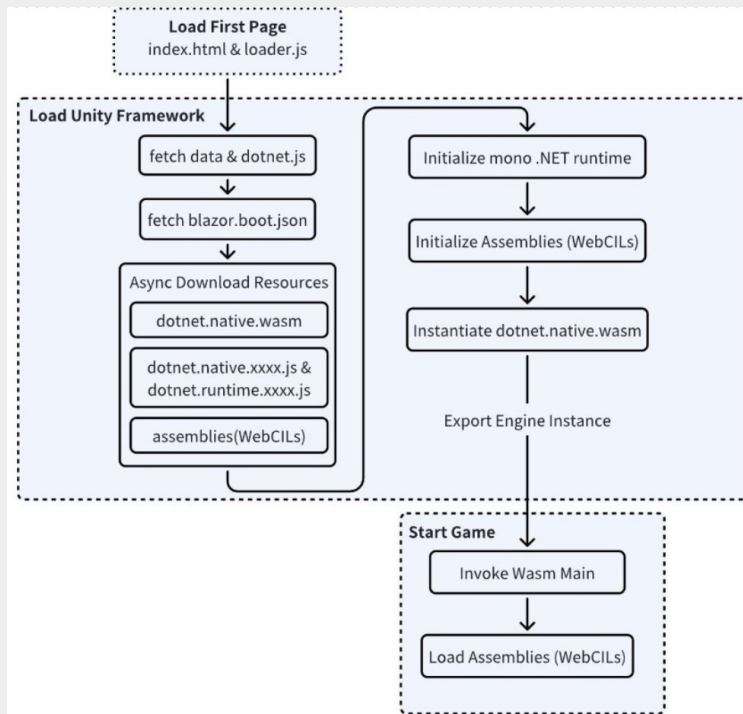 Load First Page
index.html & loader.js
Load Unity Framework
fetch data & dotnet.js
fetch blazor.boot.json
Async Download Resources
dotnet.native.wasm
dotnet.native.xxxx.js &
dotnet.runtime.xxxx.js
assemblies(WebCILs)
Initialize mono .NET runtime
Initialize Assemblies (WebCILs)
Instantiate dotnet.native.wasm
Export Engine Instance
Start Game
Invoke Wasm Main
Load Assemblies (WebCILs)